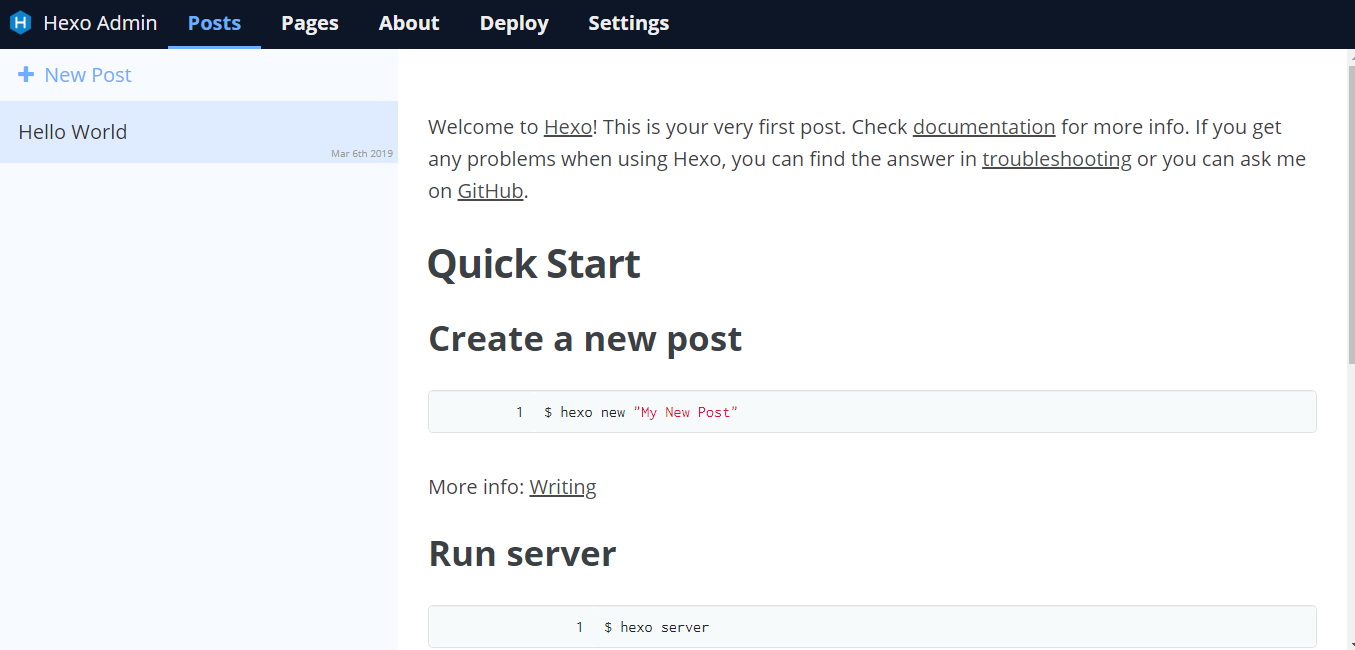 Hexo Admin Posts Pages About Deploy Settings
+ New Post
Hello World
Mar 6th 2019
Welcome to Hexo! This is your very first post. Check documentation for more info. If you get
any problems when using Hexo, you can find the answer in troubleshooting or you can ask me
on GitHub.
Quick Start
Create a new post
1 $ hexo new "My New Post"
More info: Writing
Run server
1 $ hexo server